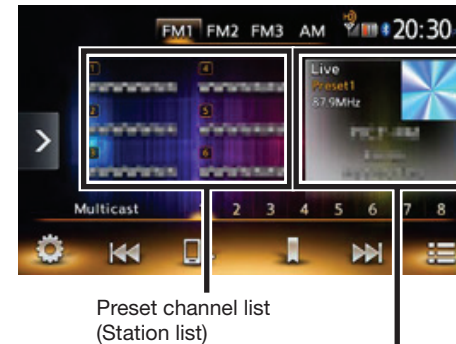 FM1 FM2 FM3 AM 20:30
1 4
2 5
3 6
Live
Preset1
87.9MHz
Multicast 2 3 4 5 6 7 8
Preset channel list
(Station list)